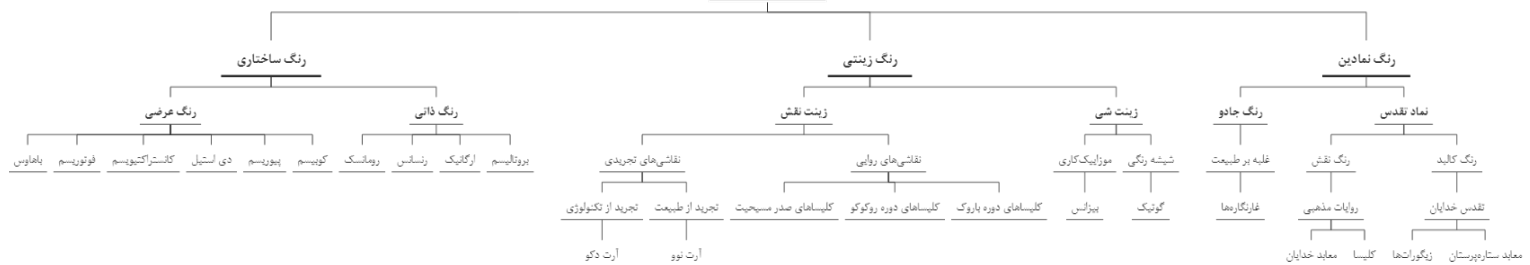 رنگ نمادین
رنگ زینتی
رنگ ساختاری
نماد تقدس
رنگ جادو
زینت شی
زینت نقش
رنگ ذاتی
رنگ عرضی
رنگ کالبد
رنگ نقش
غلبه بر طبیعت
شیشه رنگی
موزاییک‌کاری
نقاشی‌های روایی
نقاشی‌های تجریدی
بروتالیسم
ارگانیک
رنسانس
رومانسک
کوبیسم
پیوریسم
دی استیل
کانستراکتیویسم
فوتوریسم
باهاوس
تقدس خدایان
روایات مذهبی
غارنگاره‌ها
گوتیک
بیزانس
کلیساهای دوره باروک
کلیساهای دوره روکوکو
کلیساهای صدر مسیحیت
تجرید از طبیعت
تجرید از تکنولوژی
معابد ستاره‌پرستان
زیگورات‌ها
کلیسا
معابد خدایان
آرت نوو
آرت دکو